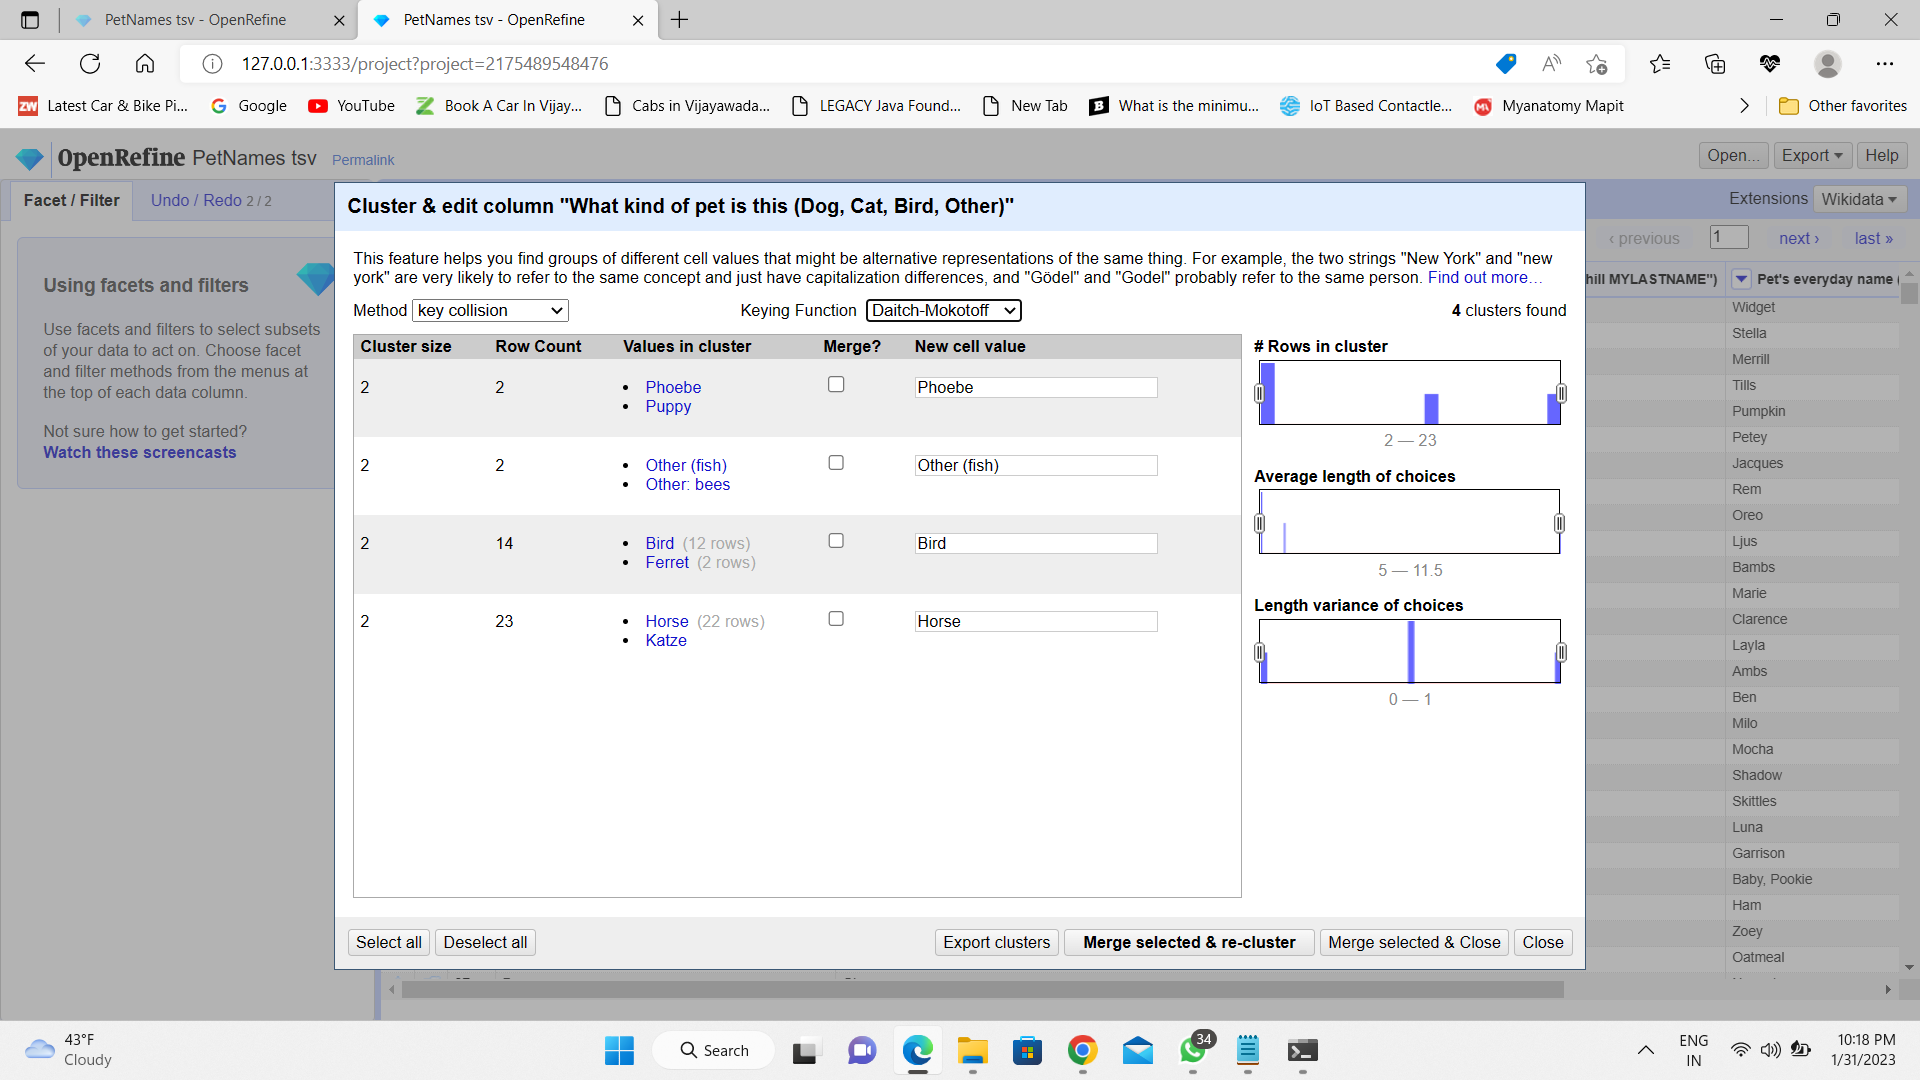 PetNames tsv - OpenRefine
PetNames tsv - OpenRefine
127.0.0.1:3333/project?project=2175489548476
Latest Car & Bike Pi...
Google
YouTube
Book A Car In Vijay...
Cabs in Vijayawada...
LEGACY Java Found...
New Tab
What is the minimu...
IoT Based Contactle...
Myanatomy Mapit
Other favorites
OpenRefine PetNames tsv Permalink
Open... Export Help
Facet / Filter
Undo / Redo 2 / 2
Extensions Wikidata
‹ previous 1 next › last »
Using facets and filters
Use facets and filters to select subsets
of your data to act on. Choose facet
and filter methods from the menus at
the top of each data column.
Not sure how to get started?
Watch these screencasts
Cluster & edit column "What kind of pet is this (Dog, Cat, Bird, Other)"
This feature helps you find groups of different cell values that might be alternative representations of the same thing. For example, the two strings "New York" and "new
york" are very likely to refer to the same concept and just have capitalization differences, and "Gödel" and "Godel" probably refer to the same person. Find out more…
Method key collision
Keying Function Daitch-Mokotoff
4 clusters found
Cluster size Row Count Values in cluster Merge? New cell value
2 2 Phoebe Phoebe
Puppy
2 2 Other (fish) Other (fish)
Other: bees
2 14 Bird (12 rows) Bird
Ferret (2 rows)
2 23 Horse (22 rows) Horse
Katze
# Rows in cluster
2 — 23
Average length of choices
5 — 11.5
Length variance of choices
0 — 1
Select all Deselect all
Export clusters Merge selected & re-cluster Merge selected & Close Close
hill MYLASTNAME")
Pet's everyday name (
Widget
Stella
Merrill
Tills
Pumpkin
Petey
Jacques
Rem
Oreo
Ljus
Bambs
Marie
Clarence
Layla
Ambs
Ben
Milo
Mocha
Shadow
Skittles
Luna
Garrison
Baby, Pookie
Ham
Zoey
Oatmeal
43°F
Cloudy
Search
34
ENG
IN
10:18 PM
1/31/2023